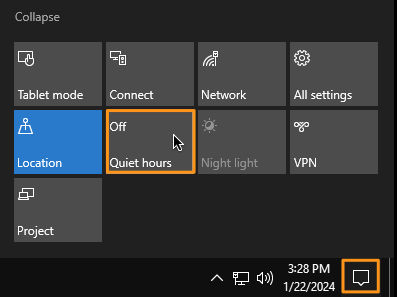 Collapse
Tablet mode
Connect
Network
All settings
Location
Off
Quiet hours
Night light
VPN
Project
3:28 PM
1/22/2024